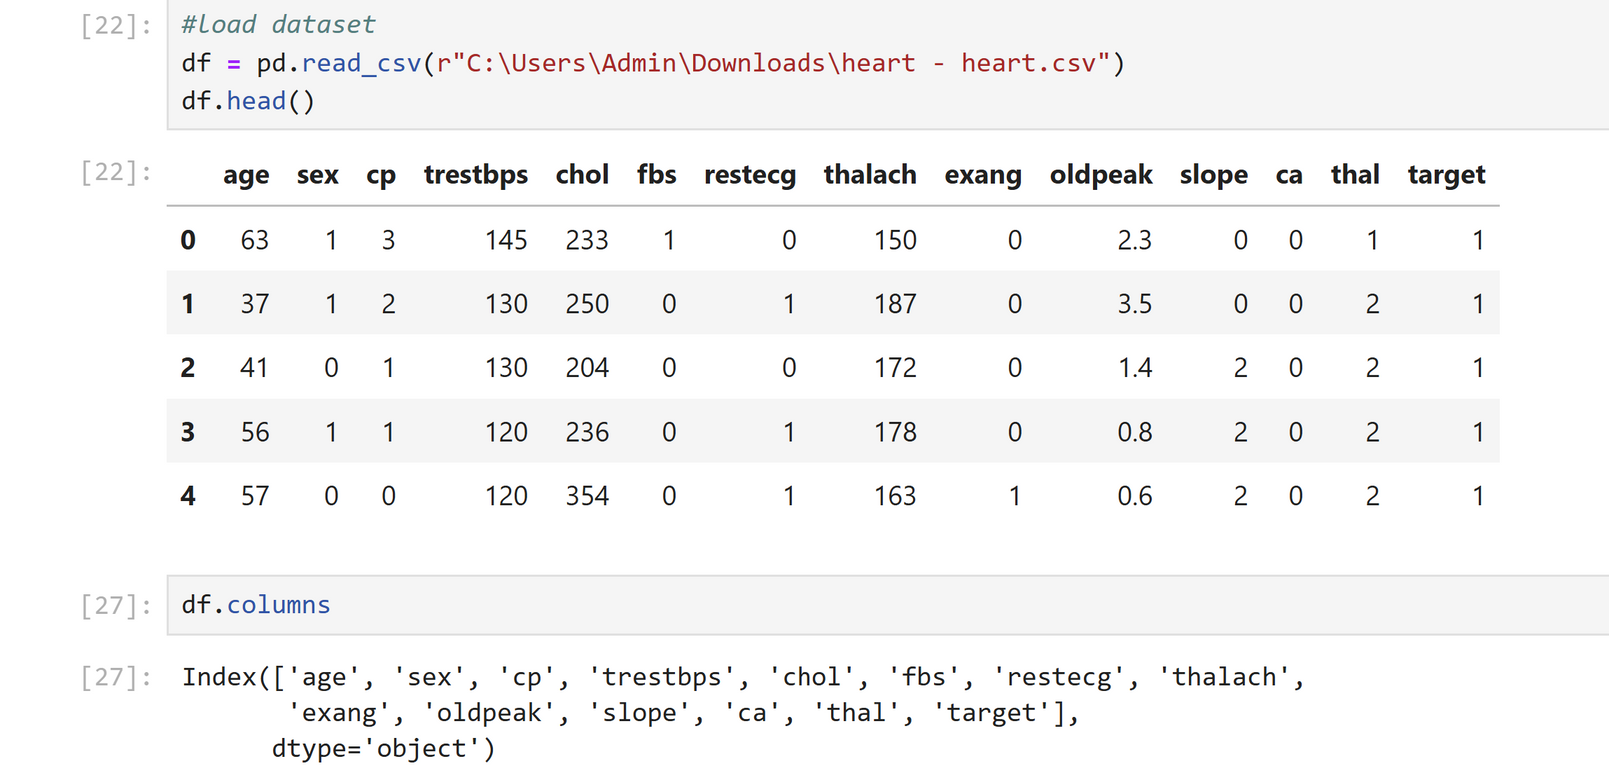 [22]: #load dataset
df = pd.read_csv(r"C:\Users\Admin\Downloads\heart - heart.csv")
df.head()
[22]: age sex cp trestbps chol fbs restecg thalach exang oldpeak slope ca thal target
0 63 1 3 145 233 1 0 150 0 2.3 0 0 1 1
1 37 1 2 130 250 0 1 187 0 3.5 0 0 2 1
2 41 0 1 130 204 0 0 172 0 1.4 2 0 2 1
3 56 1 1 120 236 0 1 178 0 0.8 2 0 2 1
4 57 0 0 120 354 0 1 163 1 0.6 2 0 2 1
[27]: df.columns
[27]: Index(['age', 'sex', 'cp', 'trestbps', 'chol', 'fbs', 'restecg', 'thalach',
'exang', 'oldpeak', 'slope', 'ca', 'thal', 'target'],
dtype='object')